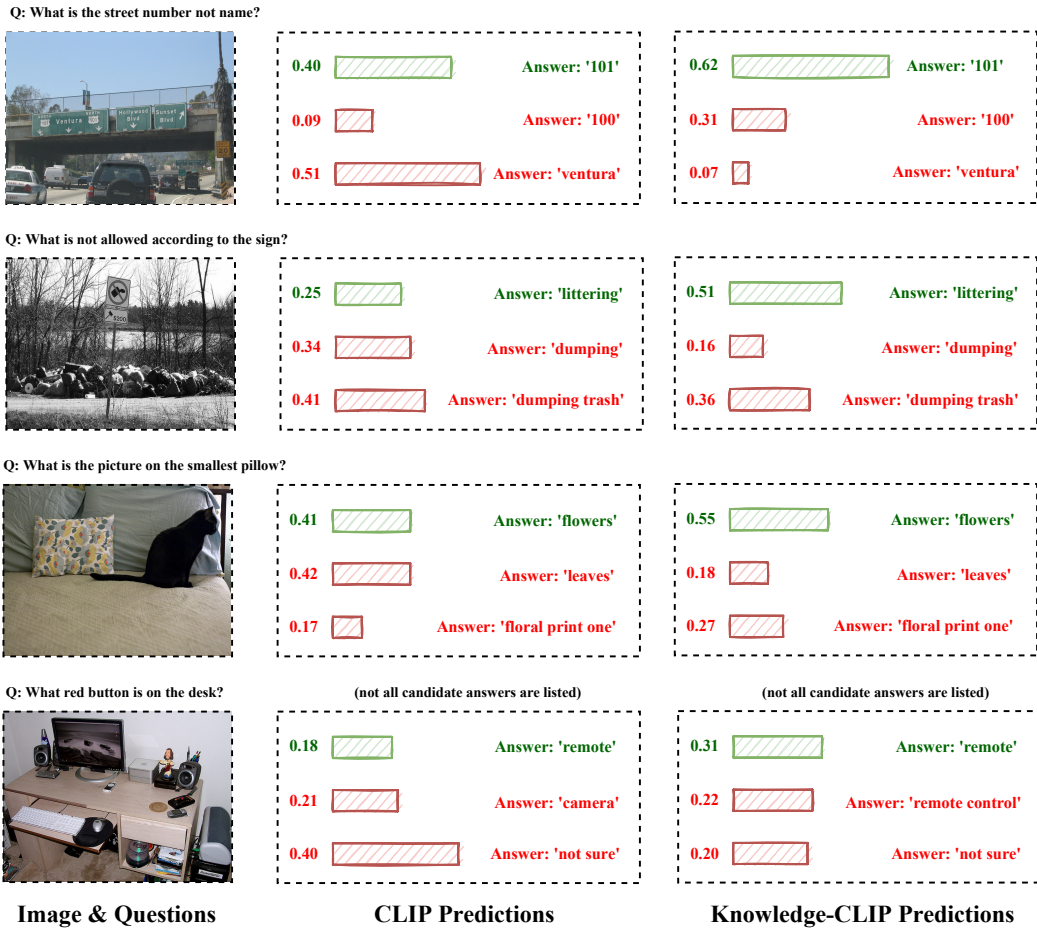 Q: What is the street number not name?
NORTH
Ventura
Hollywood
Blvd
Sunset
Blvd
0.40 Answer: '101'
0.09 Answer: '100'
0.51 Answer: 'ventura'
0.62 Answer: '101'
0.31 Answer: '100'
0.07 Answer: 'ventura'
Q: What is not allowed according to the sign?
$200
0.25 Answer: 'littering'
0.34 Answer: 'dumping'
0.41 Answer: 'dumping trash'
0.51 Answer: 'littering'
0.16 Answer: 'dumping'
0.36 Answer: 'dumping trash'
Q: What is the picture on the smallest pillow?
0.41 Answer: 'flowers'
0.42 Answer: 'leaves'
0.17 Answer: 'floral print one'
0.55 Answer: 'flowers'
0.18 Answer: 'leaves'
0.27 Answer: 'floral print one'
Q: What red button is on the desk?
(not all candidate answers are listed)
0.18 Answer: 'remote'
0.21 Answer: 'camera'
0.40 Answer: 'not sure'
(not all candidate answers are listed)
0.31 Answer: 'remote'
0.22 Answer: 'remote control'
0.20 Answer: 'not sure'
Image & Questions
CLIP Predictions
Knowledge-CLIP Predictions